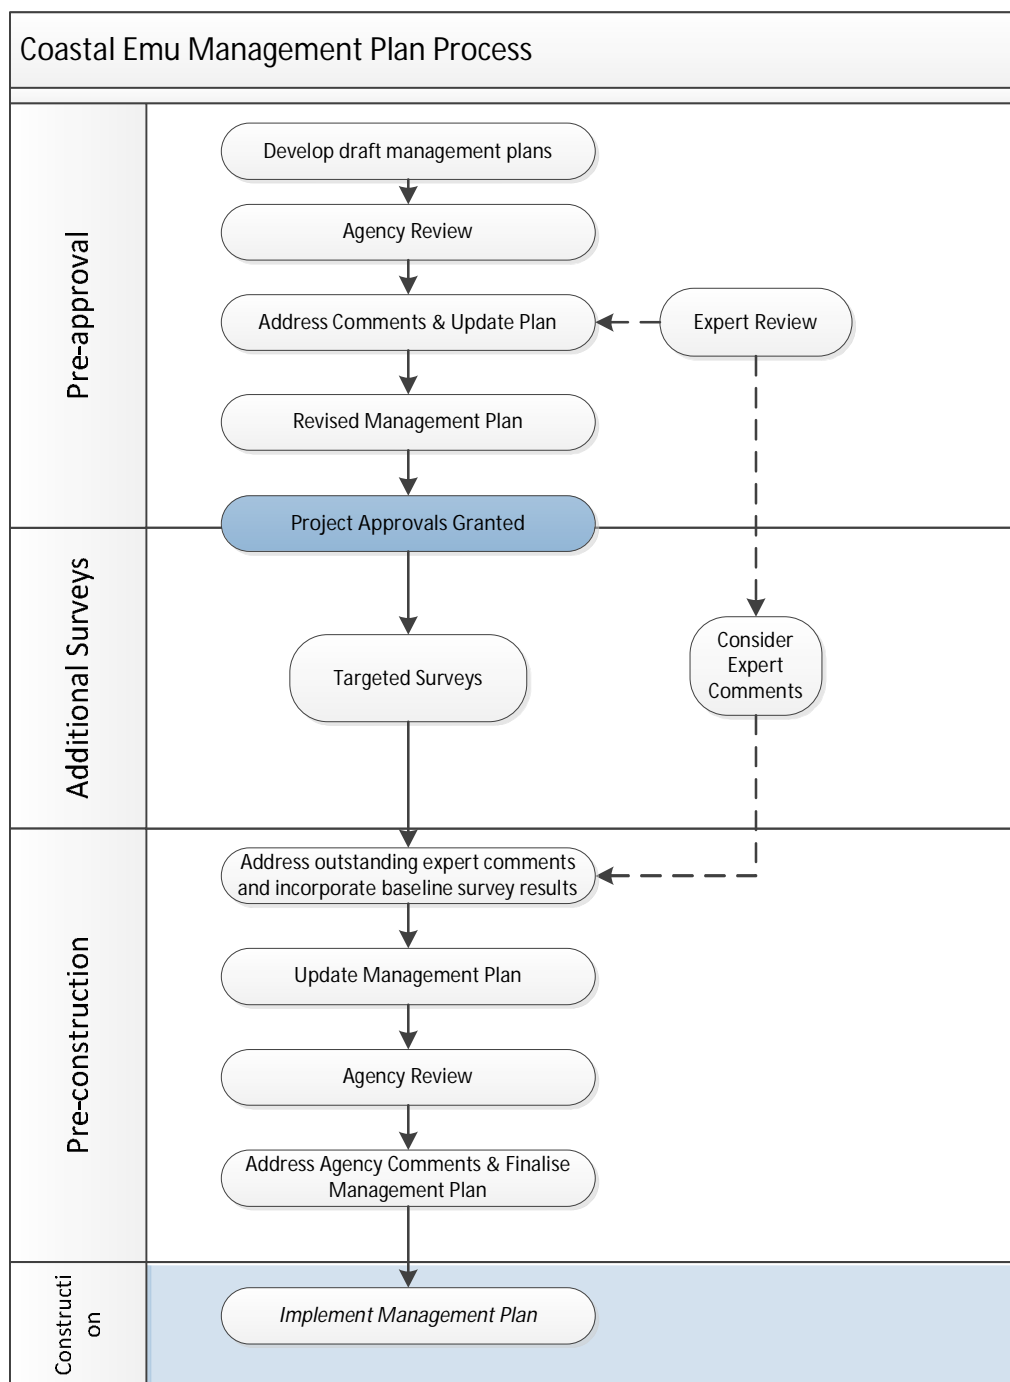 Coastal Emu Management Plan Process
Pre-approval
Develop draft management plans
Agency Review
Address Comments & Update Plan
Expert Review
Revised Management Plan
Project Approvals Granted
Additional Surveys
Targeted Surveys
Consider
Expert
Comments
Pre-construction
Address outstanding expert comments
and incorporate baseline survey results
Update Management Plan
Agency Review
Address Agency Comments & Finalise
Management Plan
Constructi
on
Implement Management Plan